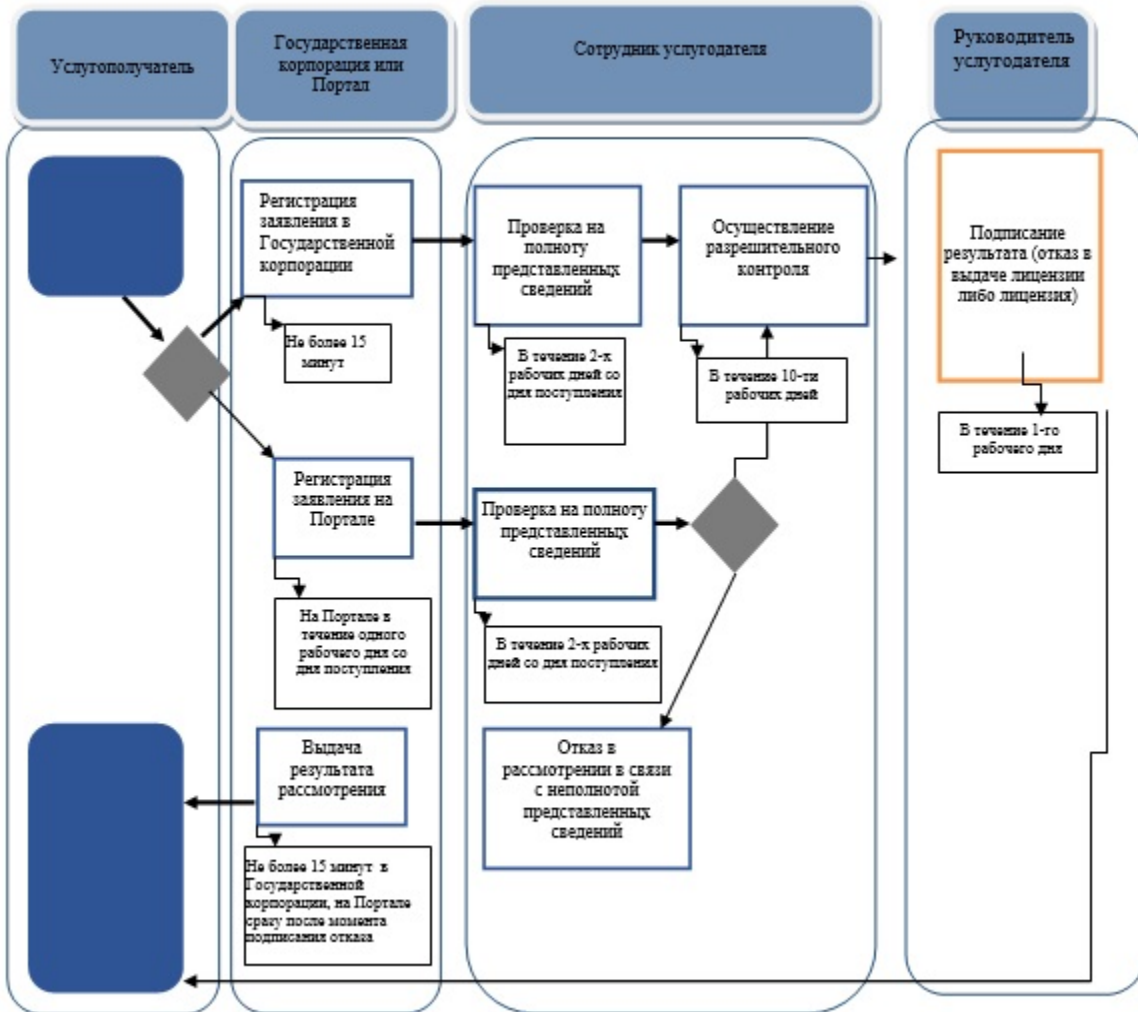 Услугополучатель
Государственная
корпорация или
Портал
Сотрудник услугодателя
Руководитель
услугодателя
Регистрация
заявления в
Государственной
корпорации
Не более 15
минут
Проверка на
полноту
представленных
сведений
В течение 2-х
рабочих дней со
дня поступления
Осуществление
разрешительного
контроля
В течение 10-ти
рабочих дней
Подписание
результата (отказ в
выдаче лицензии
либо лицензия)
В течение 1-го
рабочего дня
Регистрация
заявления на
Портале
На Портале в
течение одного
рабочего дня со
дня поступления
Проверка на полноту
представленных
сведений
В течение 2-х рабочих
дней со дня поступления
Выдача
результата
рассмотрения
Не более 15 минут в
Государственной
корпорации, на Портале
сразу после момента
подписания отказа
Отказ в
рассмотрении в связи
с неполнотой
представленных
сведений